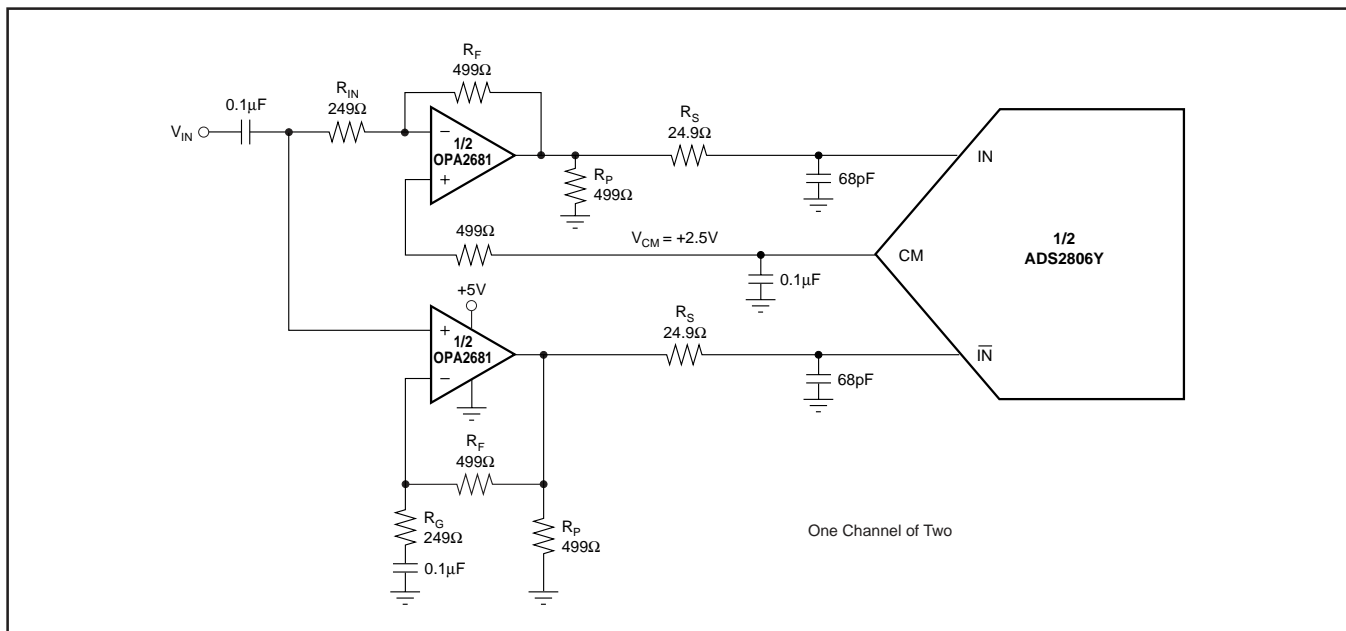 R_F
499Ω
R_IN
249Ω
0.1µF
V_IN
−
1/2
OPA2681
+
R_P
499Ω
R_S
24.9Ω
68pF
IN
499Ω
V_CM = +2.5V
0.1µF
CM
1/2
ADS2806Y
+5V
+
1/2
OPA2681
−
R_S
24.9Ω
68pF
I̅N̅
R_F
499Ω
R_G
249Ω
0.1µF
R_P
499Ω
One Channel of Two